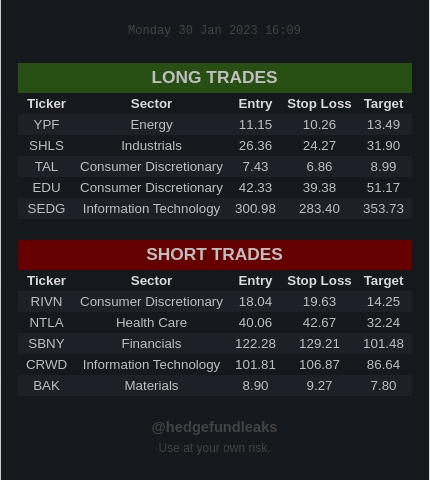 Monday 30 Jan 2023 16:09
LONG TRADES
Ticker Sector Entry Stop Loss Target
YPF Energy 11.15 10.26 13.49
SHLS Industrials 26.36 24.27 31.90
TAL Consumer Discretionary 7.43 6.86 8.99
EDU Consumer Discretionary 42.33 39.38 51.17
SEDG Information Technology 300.98 283.40 353.73
SHORT TRADES
Ticker Sector Entry Stop Loss Target
RIVN Consumer Discretionary 18.04 19.63 14.25
NTLA Health Care 40.06 42.67 32.24
SBNY Financials 122.28 129.21 101.48
CRWD Information Technology 101.81 106.87 86.64
BAK Materials 8.90 9.27 7.80
@hedgefundleaks
Use at your own risk.